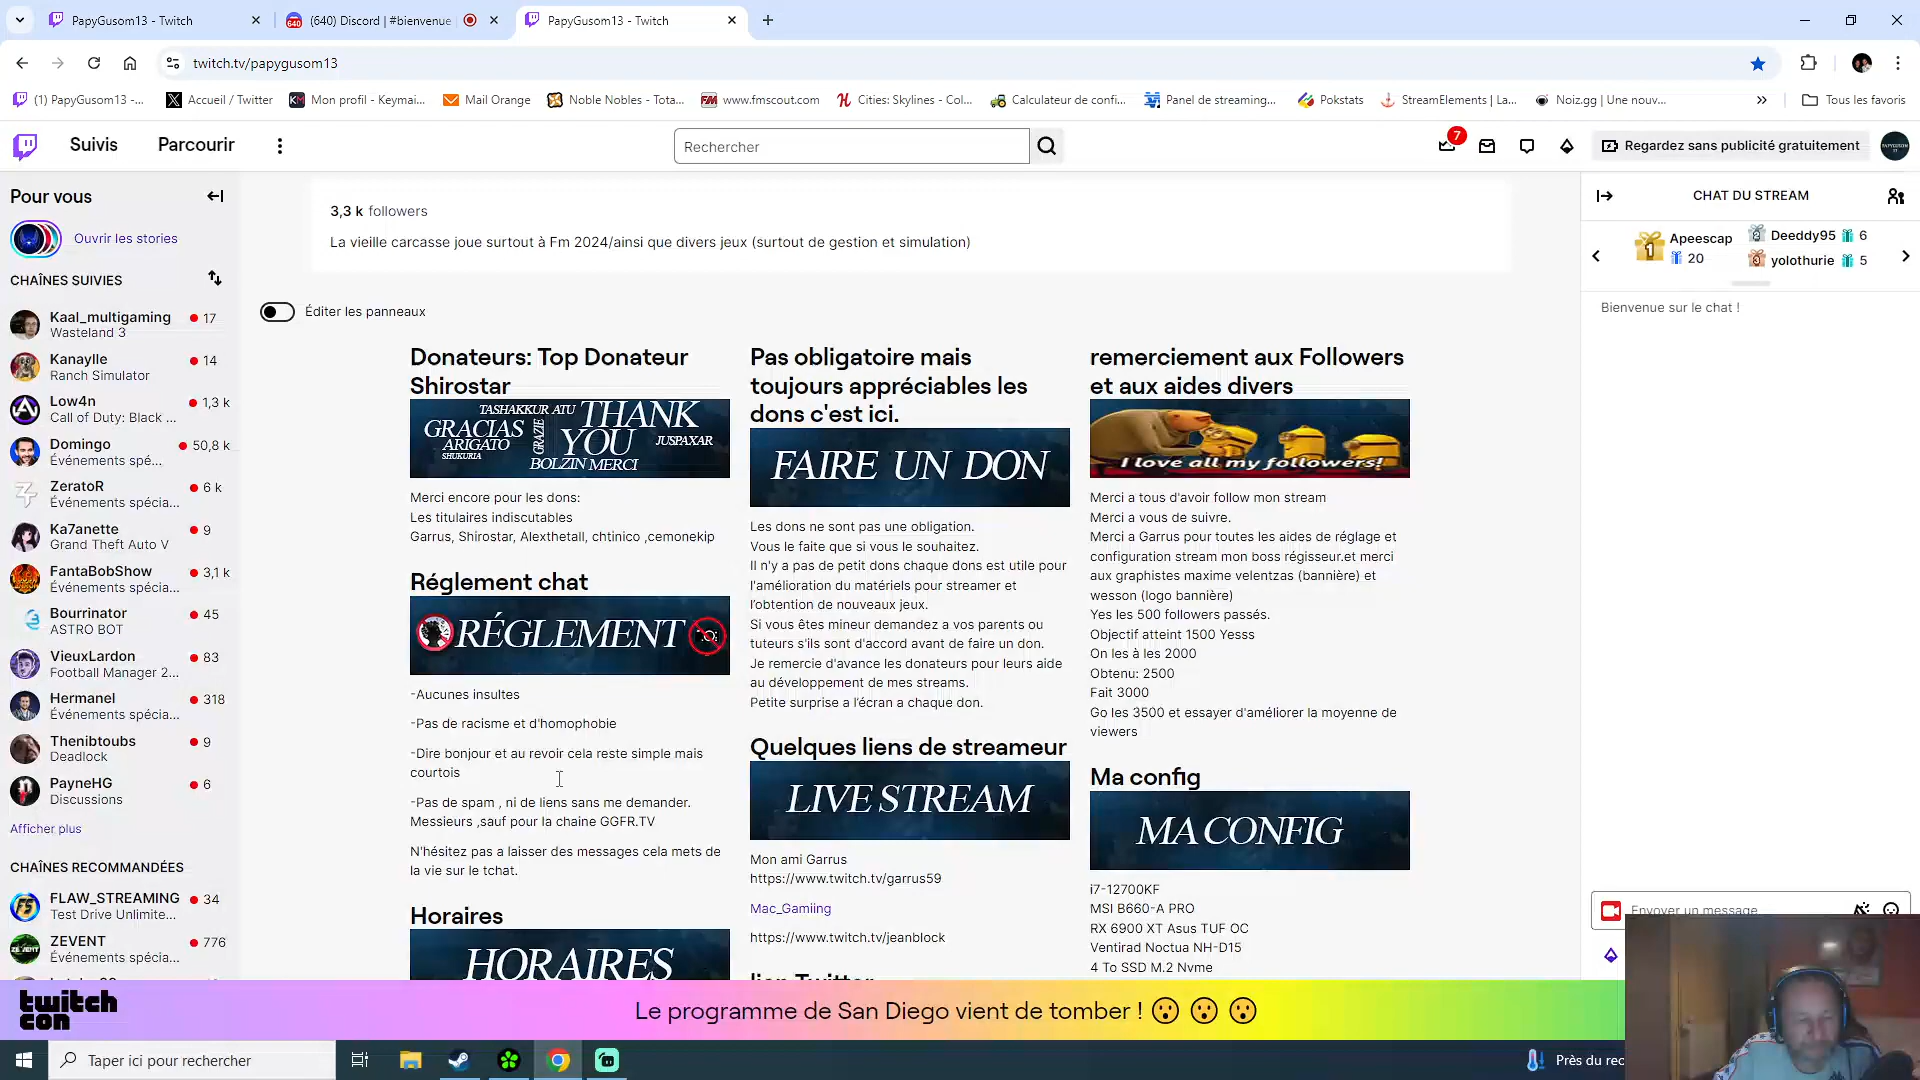 PapyGusom13 - Twitch
(640) Discord | #bienvenue
PapyGusom13 - Twitch
twitch.tv/papygusom13
(1) PapyGusom13 -...
Accueil / Twitter
Mon profil - Keymai...
Mail Orange
Noble Nobles - Tota...
www.fmscout.com
Cities: Skylines - Col...
Calculateur de confi...
Panel de streaming...
Pokstats
StreamElements | La...
Noiz.gg | Une nouv...
Tous les favoris
Suivis
Parcourir
Rechercher
7
Regardez sans publicité gratuitement
Pour vous
Ouvrir les stories
CHAÎNES SUIVIES
Kaal_multigaming 17
Wasteland 3
Kanaylle 14
Ranch Simulator
Low4n 1,3 k
Call of Duty: Black ...
Domingo 50,8 k
Événements spé...
ZeratoR 6 k
Événements spécia...
Ka7anette 9
Grand Theft Auto V
FantaBobShow 3,1 k
Événements spécia...
Bourrinator 45
ASTRO BOT
VieuxLardon 83
Football Manager 2...
Hermanel 318
Événements spécia...
Thenibtoubs 9
Deadlock
PayneHG 6
Discussions
Afficher plus
CHAÎNES RECOMMANDÉES
FLAW_STREAMING 34
Test Drive Unlimite...
ZEVENT 776
Événements spécia...
3,3 k followers
La vieille carcasse joue surtout à Fm 2024/ainsi que divers jeux (surtout de gestion et simulation)
Éditer les panneaux
Donateurs: Top Donateur
Shirostar
TASHAKKUR ATU THANK
GRACIAS
ARIGATO
SHUKURIA
GRAZIE
YOU
JUSPAXAR
BOLZIN MERCI
Merci encore pour les dons:
Les titulaires indiscutables
Garrus, Shirostar, Alexthetall, chtinico ,cemonekip
Réglement chat
RÉGLEMENT
-Aucunes insultes
-Pas de racisme et d'homophobie
-Dire bonjour et au revoir cela reste simple mais
courtois
-Pas de spam , ni de liens sans me demander.
Messieurs ,sauf pour la chaine GGFR.TV
N'hésitez pas a laisser des messages cela mets de
la vie sur le tchat.
Horaires
HORAIRES
Pas obligatoire mais
toujours appréciables les
dons c'est ici.
FAIRE UN DON
Les dons ne sont pas une obligation.
Vous le faite que si vous le souhaitez.
Il n'y a pas de petit dons chaque dons est utile pour
l'amélioration du matériels pour streamer et
l'obtention de nouveaux jeux.
Si vous êtes mineur demandez a vos parents ou
tuteurs s'ils sont d'accord avant de faire un don.
Je remercie d'avance les donateurs pour leurs aide
au développement de mes streams.
Petite surprise a l'écran a chaque don.
Quelques liens de streameur
LIVE STREAM
Mon ami Garrus
https://www.twitch.tv/garrus59
Mac_Gamiing
https://www.twitch.tv/jeanblock
lien Twitter
remerciement aux Followers
et aux aides divers
I love all my followers!
Merci a tous d'avoir follow mon stream
Merci a vous de suivre.
Merci a Garrus pour toutes les aides de réglage et
configuration stream mon boss régisseur.et merci
aux graphistes maxime velentzas (bannière) et
wesson (logo bannière)
Yes les 500 followers passés.
Objectif atteint 1500 Yesss
On les à les 2000
Obtenu: 2500
Fait 3000
Go les 3500 et essayer d'améliorer la moyenne de
viewers
Ma config
MA CONFIG
i7-12700KF
MSI B660-A PRO
RX 6900 XT Asus TUF OC
Ventirad Noctua NH-D15
4 To SSD M.2 Nvme
CHAT DU STREAM
1
Apeescap
20
2 Deeddy95 6
3 yolothurie 5
Bienvenue sur le chat !
Envoyer un message
twitch
con
Le programme de San Diego vient de tomber !
Taper ici pour rechercher
Près du rec